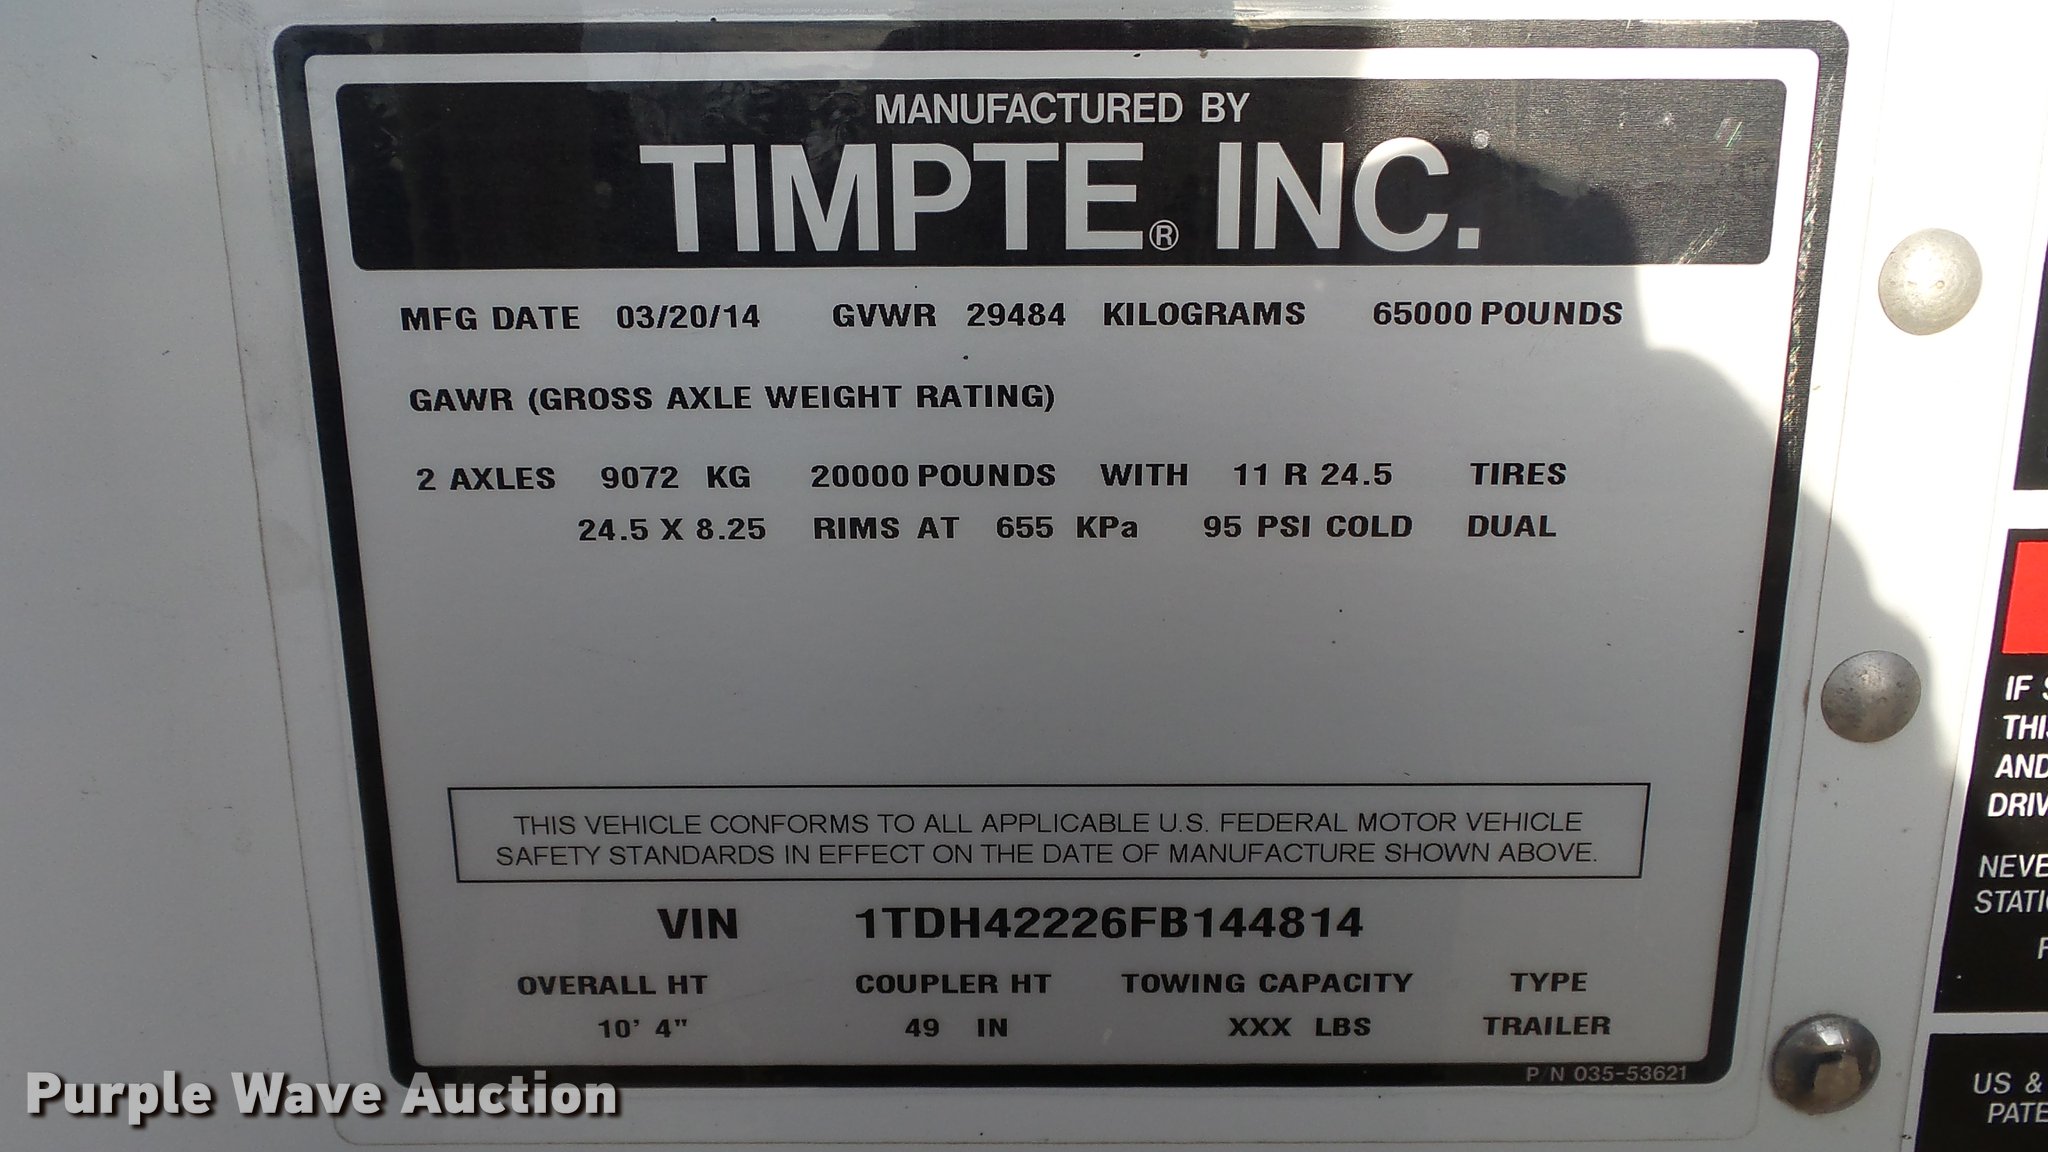 MANUFACTURED BY
TIMPTE® INC.
MFG DATE 03/20/14 GVWR 29484 KILOGRAMS 65000 POUNDS
GAWR (GROSS AXLE WEIGHT RATING)
2 AXLES 9072 KG 20000 POUNDS WITH 11 R 24.5 TIRES
24.5 X 8.25 RIMS AT 655 KPa 95 PSI COLD DUAL
THIS VEHICLE CONFORMS TO ALL APPLICABLE U.S. FEDERAL MOTOR VEHICLE
SAFETY STANDARDS IN EFFECT ON THE DATE OF MANUFACTURE SHOWN ABOVE.
VIN 1TDH42226FB144814
OVERALL HT COUPLER HT TOWING CAPACITY TYPE
10' 4" 49 IN XXX LBS TRAILER
P/N 035-53621
IF
AND
US &
Purple Wave Auction